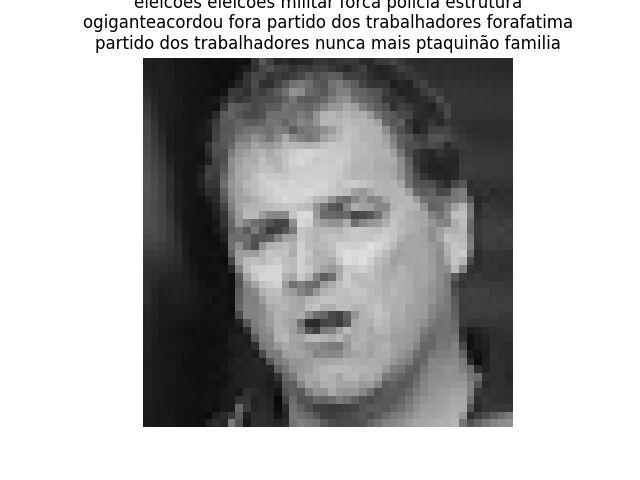 eleicoes eleicoes militar forca policia estrutura
ogiganteacordou fora partido dos trabalhadores forafatima
partido dos trabalhadores nunca mais ptaquinão familia